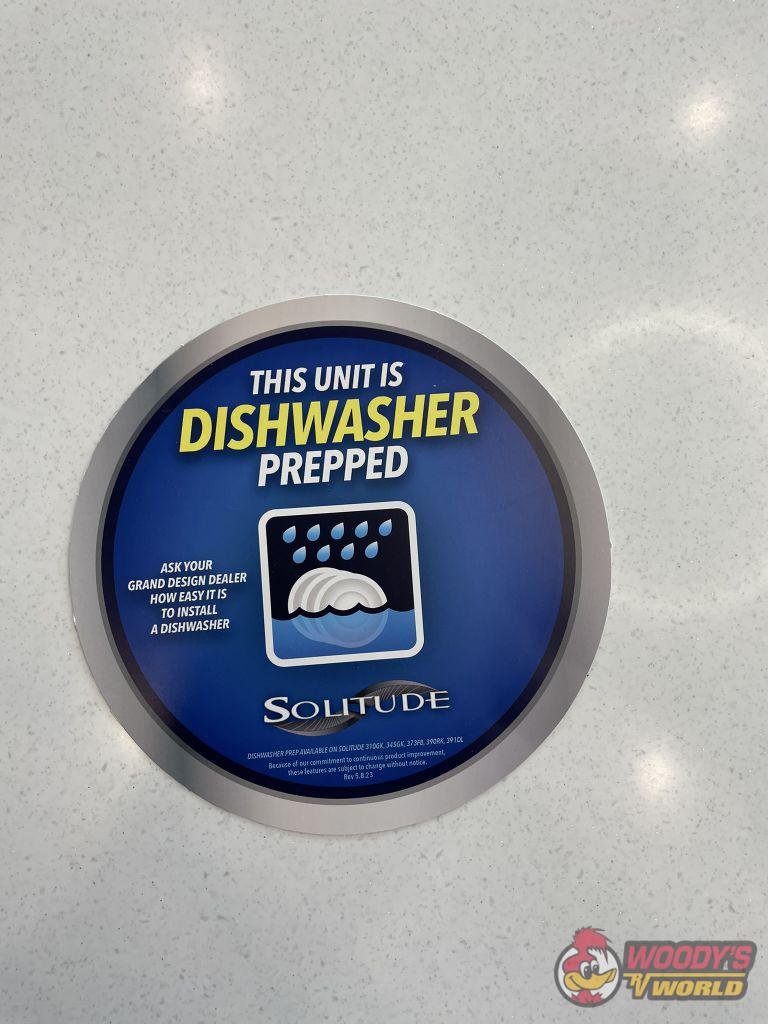 THIS UNIT IS
DISHWASHER
PREPPED
ASK YOUR
GRAND DESIGN DEALER
HOW EASY IT IS
TO INSTALL
A DISHWASHER
SOLITUDE
DISHWASHER PREP AVAILABLE ON SOLITUDE 310GK, 345GK, 373FB, 390RK, 391DL
Because of our commitment to continuous product improvement,
these features are subject to change without notice.
Rev 5.8.23
WOODY'S
RV WORLD